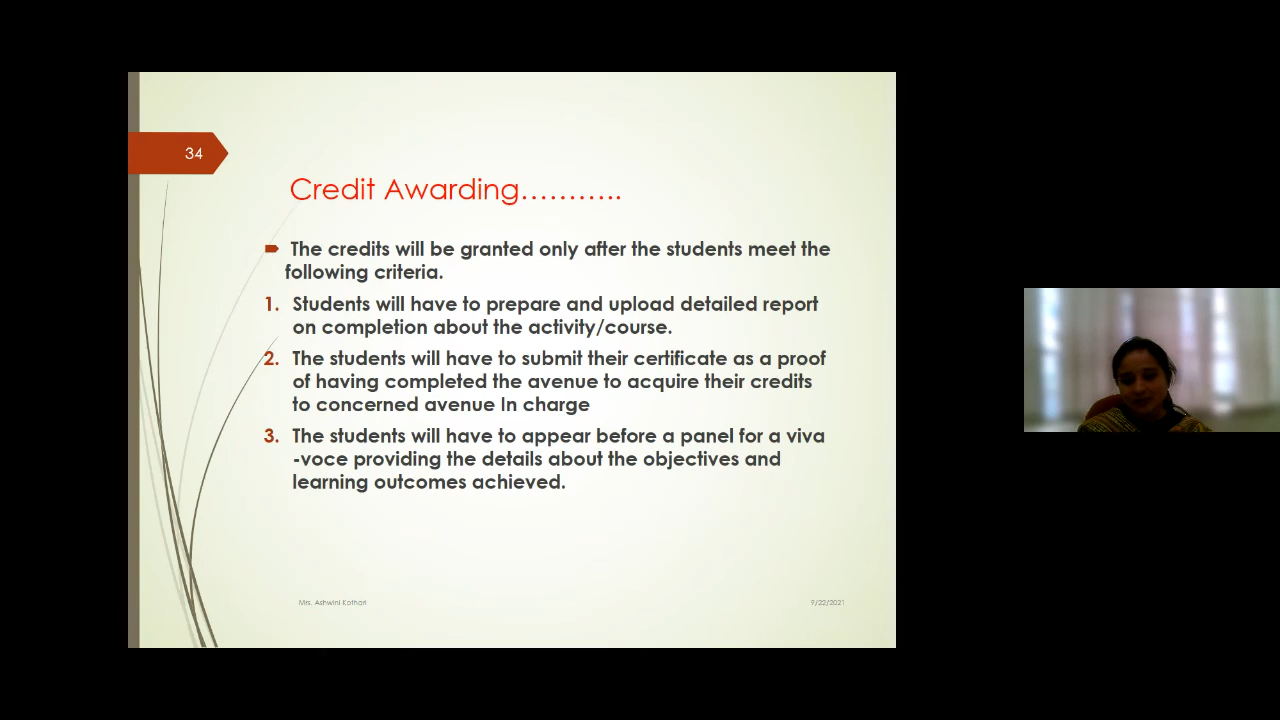 34
Credit Awarding………..
The credits will be granted only after the students meet the
following criteria.
1. Students will have to prepare and upload detailed report
on completion about the activity/course.
2. The students will have to submit their certificate as a proof
of having completed the avenue to acquire their credits
to concerned avenue In charge
3. The students will have to appear before a panel for a viva
-voce providing the details about the objectives and
learning outcomes achieved.
Mrs. Ashwini Kothari 9/22/2021